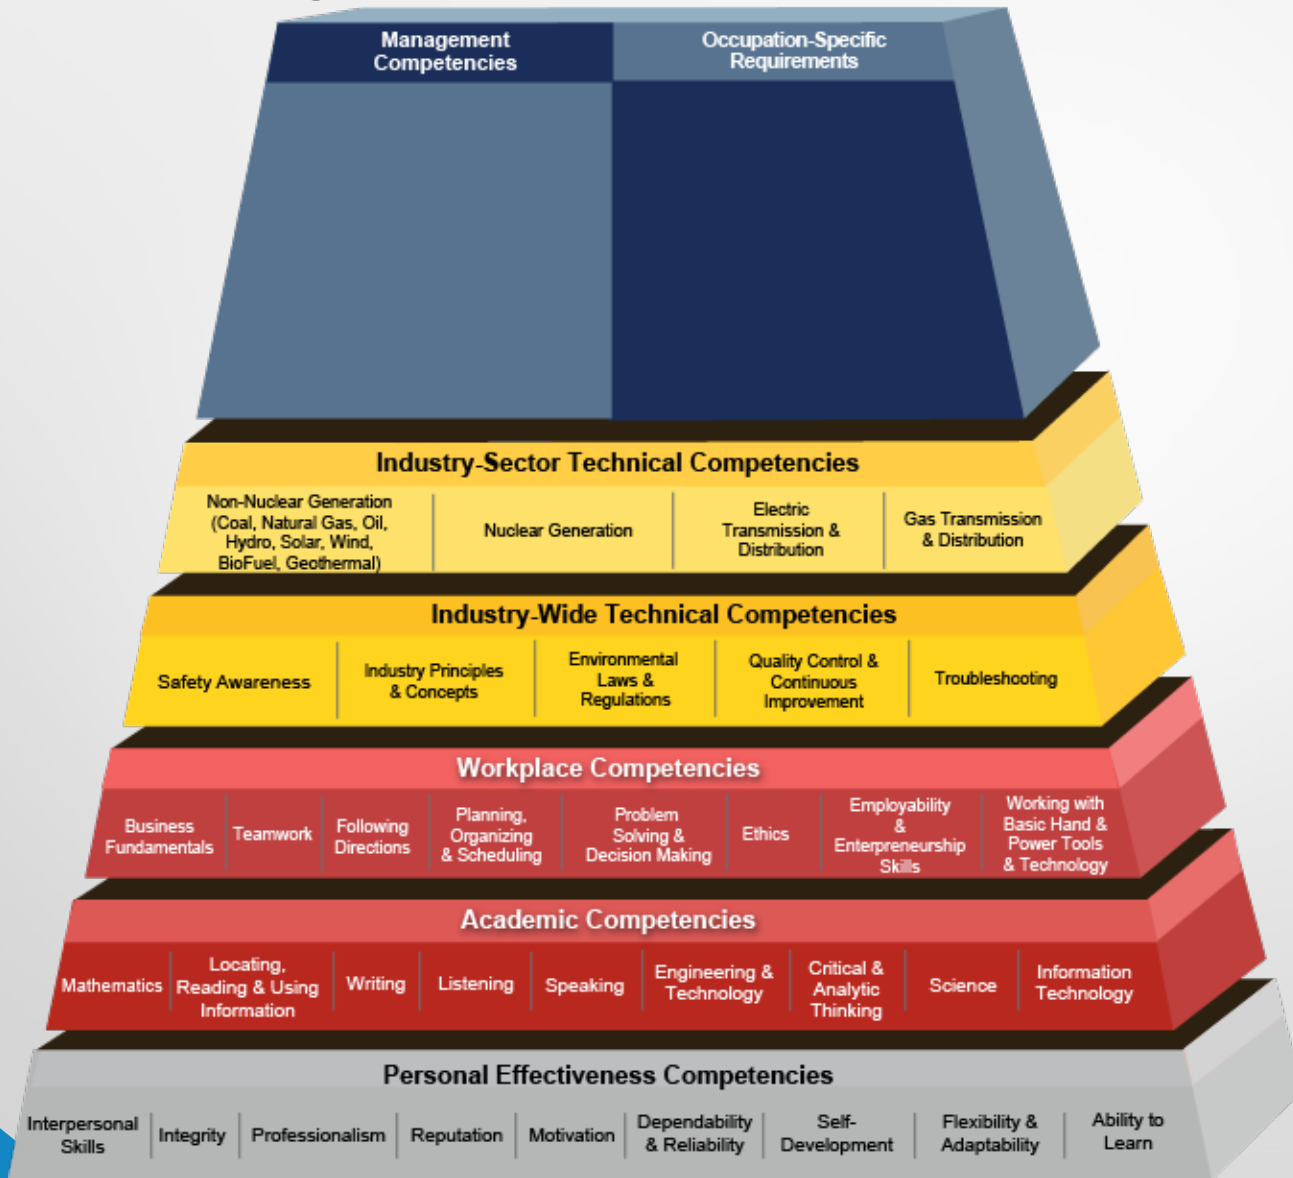 Management
Competencies
Occupation-Specific
Requirements
Industry-Sector Technical Competencies
Non-Nuclear Generation
(Coal, Natural Gas, Oil,
Hydro, Solar, Wind,
BioFuel, Geothermal)
Nuclear Generation
Electric
Transmission &
Distribution
Gas Transmission
& Distribution
Industry-Wide Technical Competencies
Safety Awareness
Industry Principles
& Concepts
Environmental
Laws &
Regulations
Quality Control &
Continuous
Improvement
Troubleshooting
Workplace Competencies
Business
Fundamentals
Teamwork
Following
Directions
Planning,
Organizing
& Scheduling
Problem
Solving &
Decision Making
Ethics
Employability
&
Enterpreneurship
Skills
Working with
Basic Hand &
Power Tools
& Technology
Academic Competencies
Mathematics
Locating,
Reading & Using
Information
Writing
Listening
Speaking
Engineering &
Technology
Critical &
Analytic
Thinking
Science
Information
Technology
Personal Effectiveness Competencies
Interpersonal
Skills
Integrity
Professionalism
Reputation
Motivation
Dependability
& Reliability
Self-
Development
Flexibility &
Adaptability
Ability to
Learn